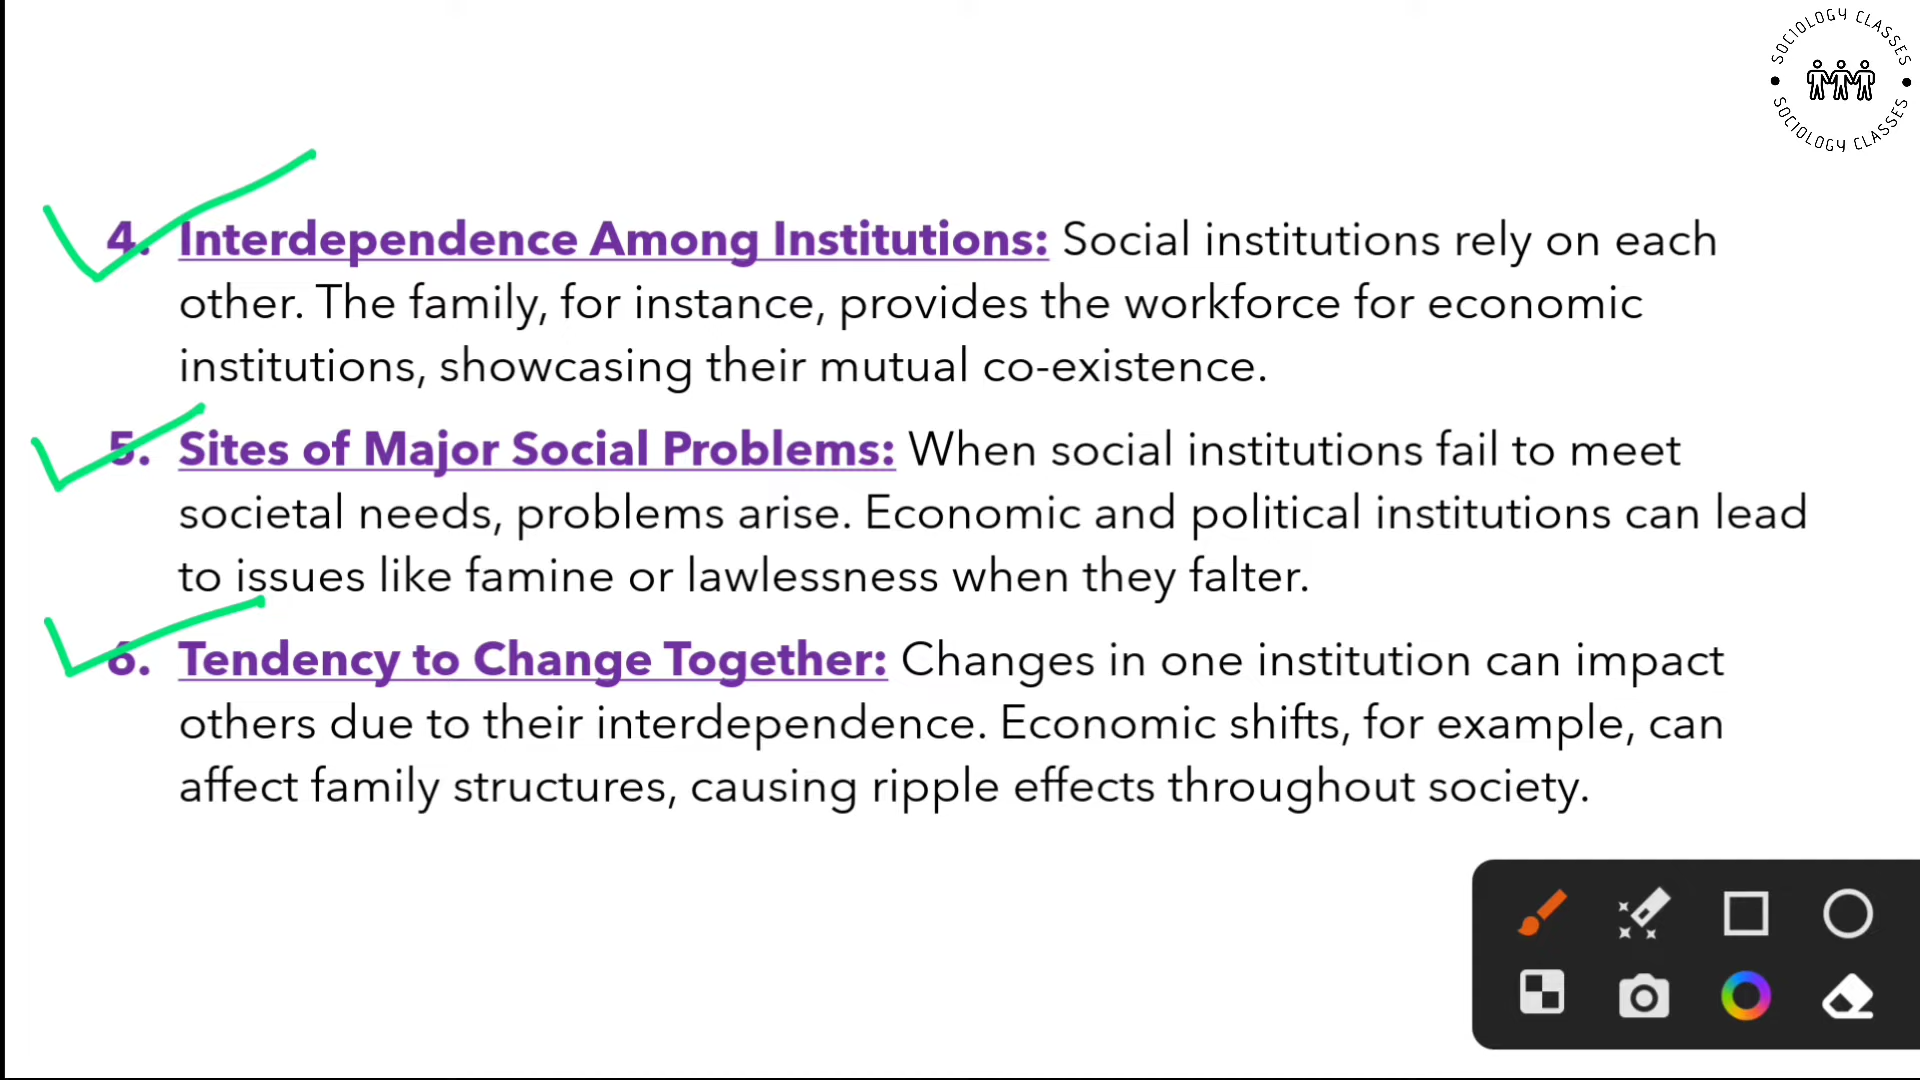 SOCIOLOGY CLASSES
SOCIOLOGY CLASSES
4. Interdependence Among Institutions: Social institutions rely on each
other. The family, for instance, provides the workforce for economic
institutions, showcasing their mutual co-existence.
5. Sites of Major Social Problems: When social institutions fail to meet
societal needs, problems arise. Economic and political institutions can lead
to issues like famine or lawlessness when they falter.
6. Tendency to Change Together: Changes in one institution can impact
others due to their interdependence. Economic shifts, for example, can
affect family structures, causing ripple effects throughout society.